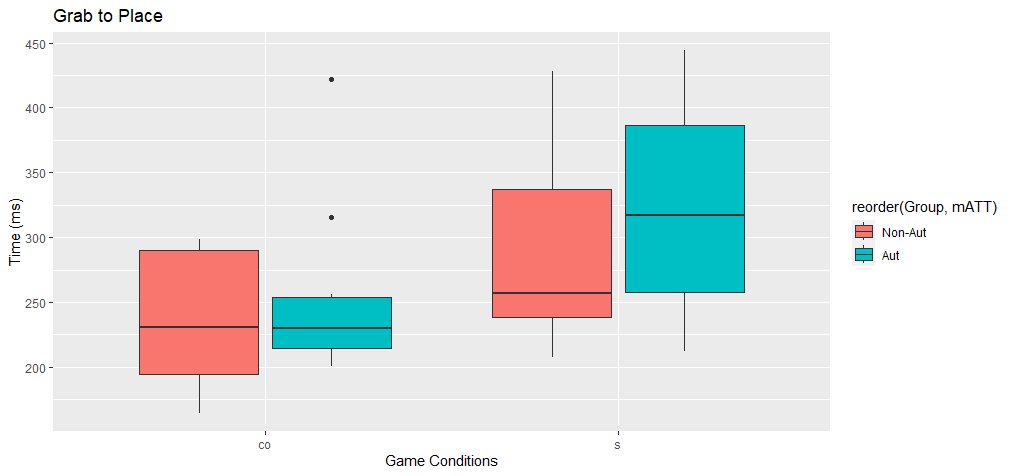 Grab to Place
Time (ms)
450
400
350
300
250
200
co
s
Game Conditions
reorder(Group, mATT)
Non-Aut
Aut